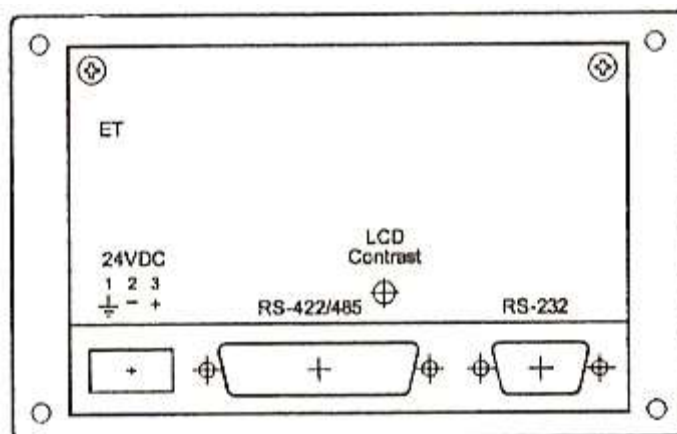 ET
LCD
Contrast
24VDC
1 2 3
− +
RS-422/485
RS-232